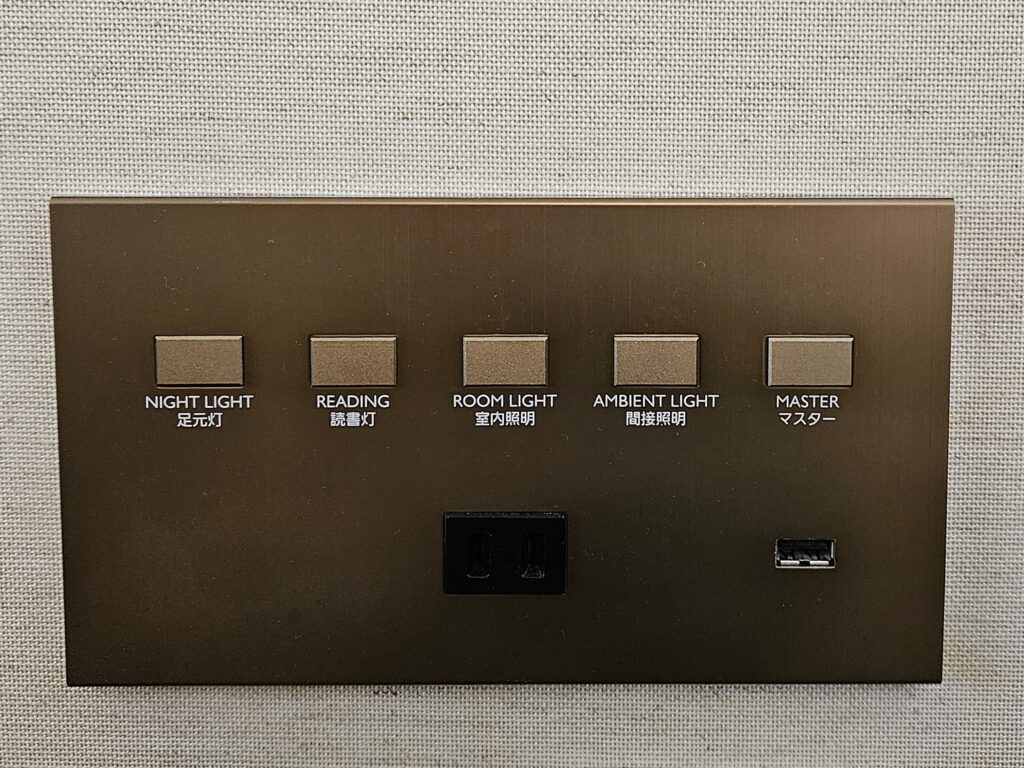 NIGHT LIGHT
足元灯
READING
読書灯
ROOM LIGHT
室内照明
AMBIENT LIGHT
間接照明
MASTER
マスター